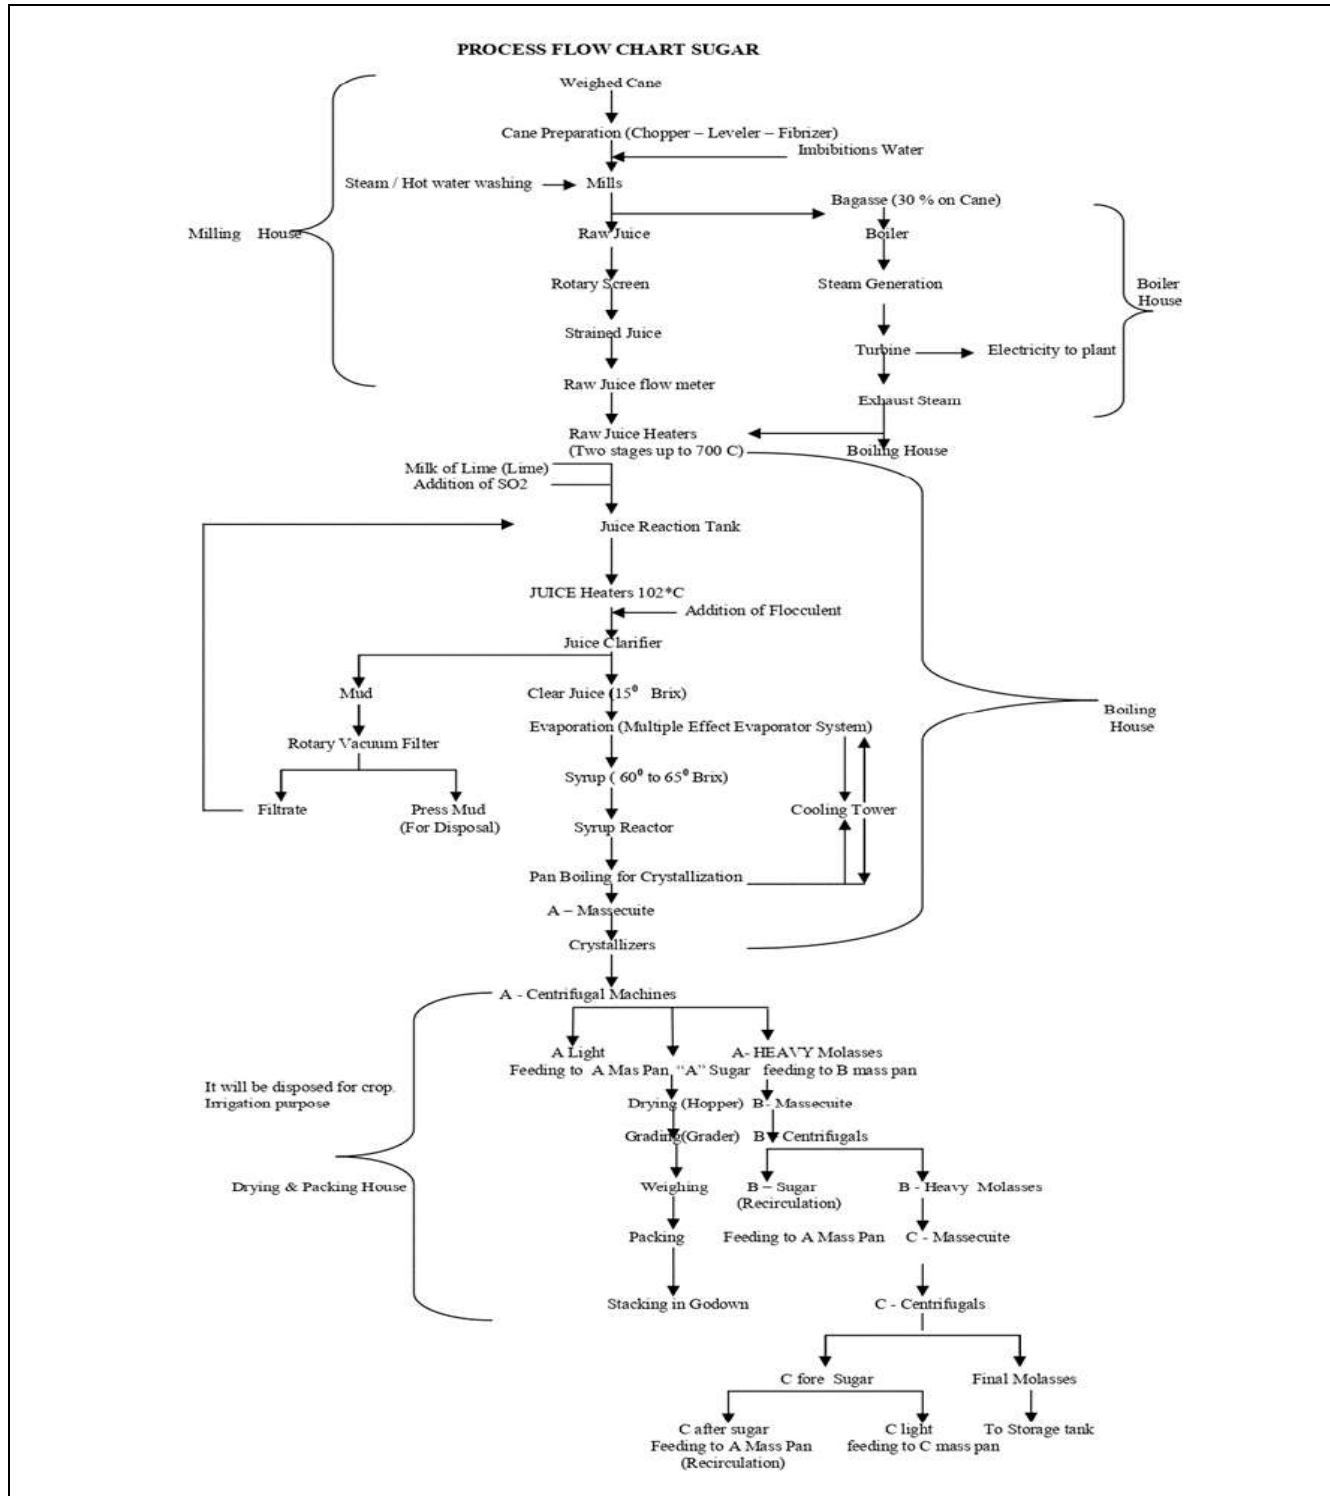 PROCESS FLOW CHART SUGAR
Weighed Cane
Cane Preparation (Chopper – Leveler – Fibrizer)
Imbibitions Water
Steam / Hot water washing
Mills
Bagasse (30 % on Cane)
Milling House
Raw Juice
Boiler
Rotary Screen
Steam Generation
Boiler
House
Strained Juice
Turbine
Electricity to plant
Raw Juice flow meter
Exhaust Steam
Raw Juice Heaters
(Two stages up to 700 C)
Boiling House
Milk of Lime (Lime)
Addition of SO2
Juice Reaction Tank
JUICE Heaters 102*C
Addition of Flocculent
Juice Clarifier
Mud
Clear Juice (15⁰ Brix)
Boiling
House
Evaporation (Multiple Effect Evaporator System)
Rotary Vacuum Filter
Syrup ( 60⁰ to 65⁰ Brix)
Filtrate
Press Mud
(For Disposal)
Cooling Tower
Syrup Reactor
Pan Boiling for Crystallization
A – Massecuite
Crystallizers
A - Centrifugal Machines
A Light
Feeding to A Mas Pan, “A” Sugar
A- HEAVY Molasses
feeding to B mass pan
It will be disposed for crop.
Irrigation purpose
Drying (Hopper)
B- Massecuite
Grading(Grader)
B – Centrifugals
Drying & Packing House
Weighing
B – Sugar
(Recirculation)
B - Heavy Molasses
Packing
Feeding to A Mass Pan
C - Massecuite
Stacking in Godown
C - Centrifugals
C fore Sugar
Final Molasses
C after sugar
Feeding to A Mass Pan
(Recirculation)
C light
feeding to C mass pan
To Storage tank